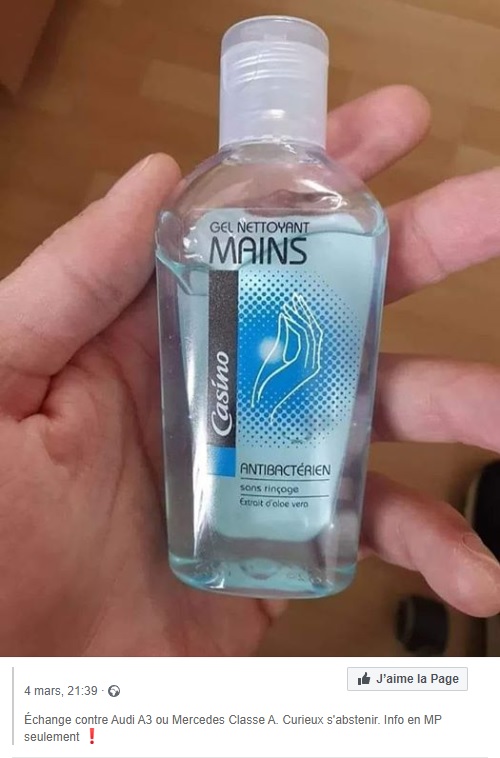 GEL NETTOYANT
MAINS
Casino
ANTIBACTÉRIEN
sans rinçage
Extrait d'aloe vera
J'aime la Page
4 mars, 21:39 ·
Échange contre Audi A3 ou Mercedes Classe A. Curieux s'abstenir. Info en MP
seulement ❗